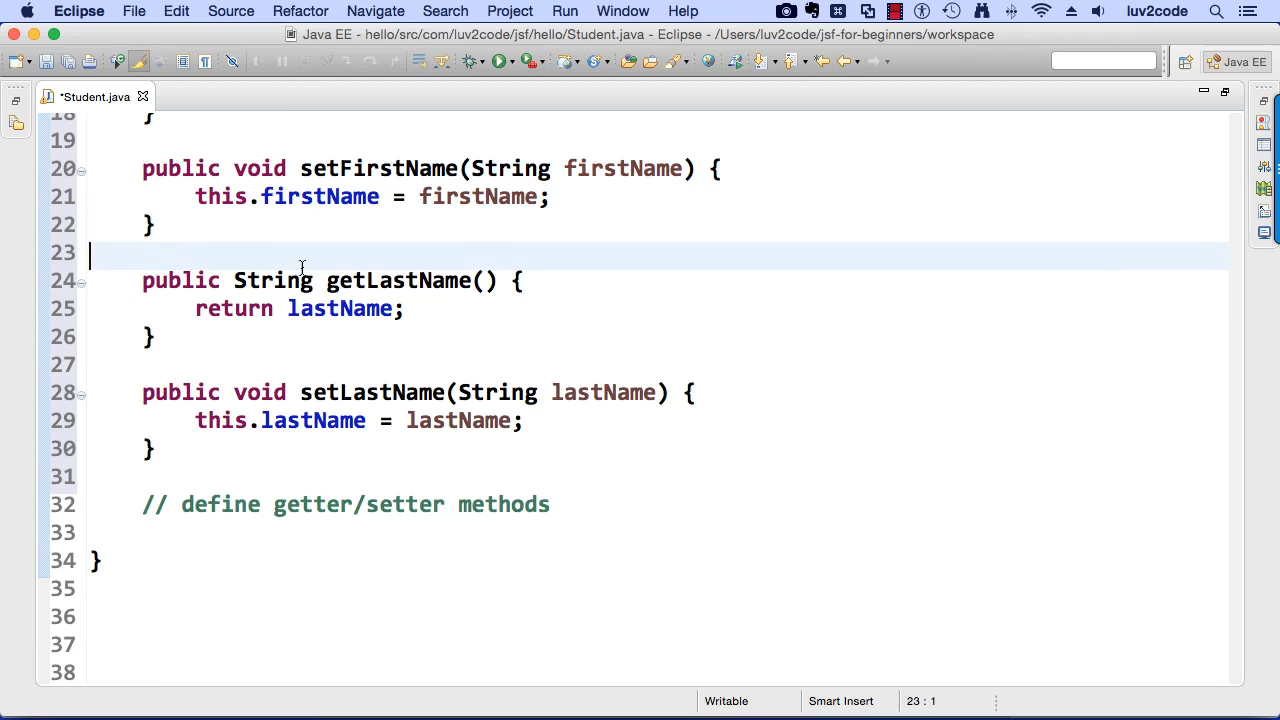 Eclipse File Edit Source Refactor Navigate Search Project Run Window Help luv2code
Java EE - hello/src/com/luv2code/jsf/hello/Student.java - Eclipse - /Users/luv2code/jsf-for-beginners/workspace
Java EE
*Student.java
18 }
19
20 public void setFirstName(String firstName) {
21 this.firstName = firstName;
22 }
23
24 public String getLastName() {
25 return lastName;
26 }
27
28 public void setLastName(String lastName) {
29 this.lastName = lastName;
30 }
31
32 // define getter/setter methods
33
34 }
35
36
37
38
Writable Smart Insert 23 : 1